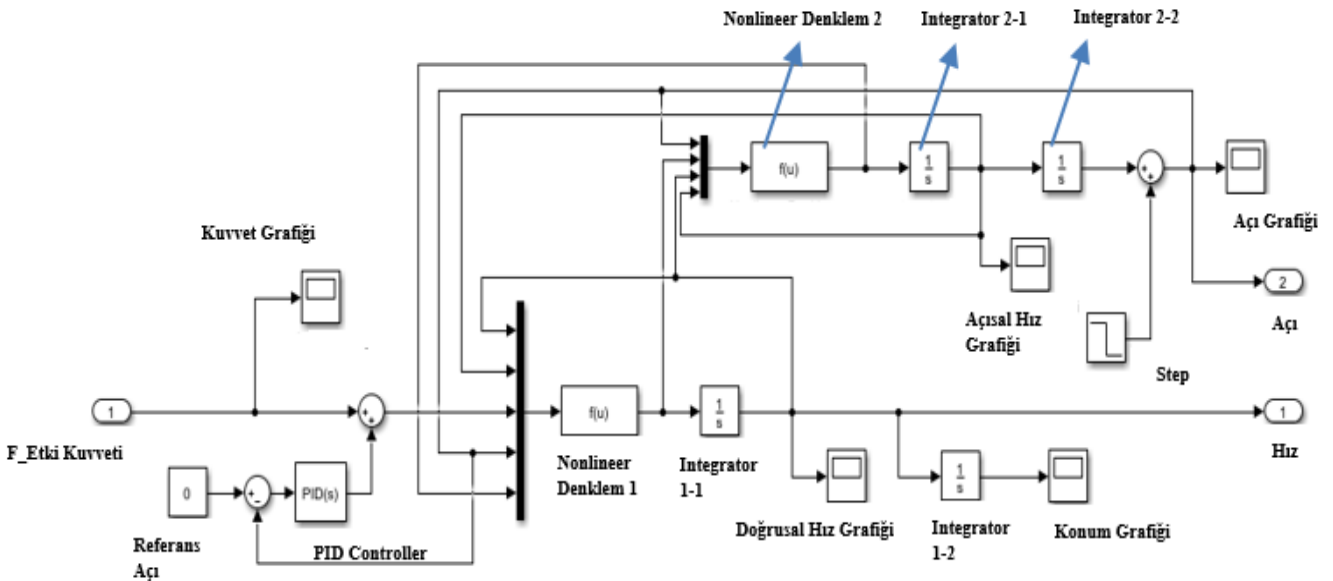 Nonlineer Denklem 2
Integrator 2-1
Integrator 2-2
f(u)
1
s
1
s
Açı Grafiği
Kuvvet Grafiği
2
Açı
Açısal Hız
Grafiği
Step
1
F_Etki Kuvveti
f(u)
1
s
1
Hız
Nonlineer
Denklem 1
Integrator
1-1
0
PID(s)
1
s
Doğrusal Hız Grafiği
Integrator
1-2
Konum Grafiği
Referans
Açı
PID Controller